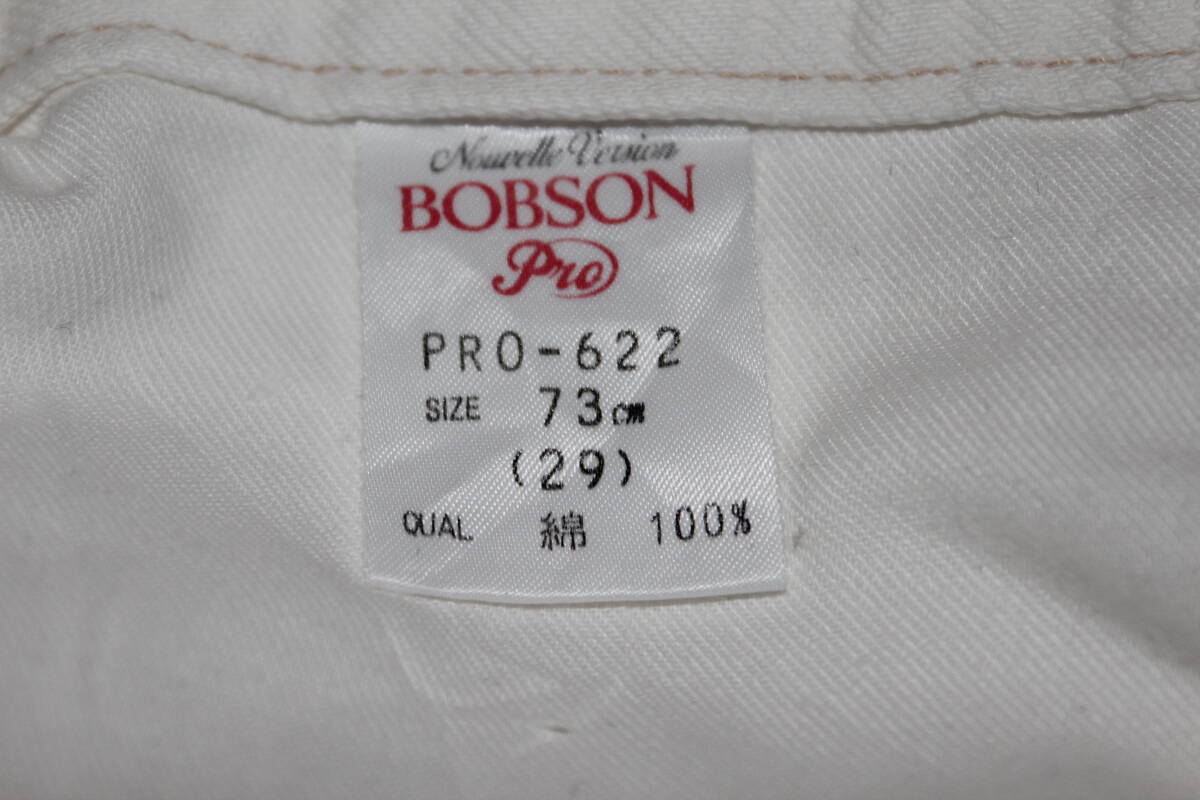 Nouvelle Version
BOBSON
Pro
PRO-622
SIZE 73cm
(29)
QUAL. 綿 100%